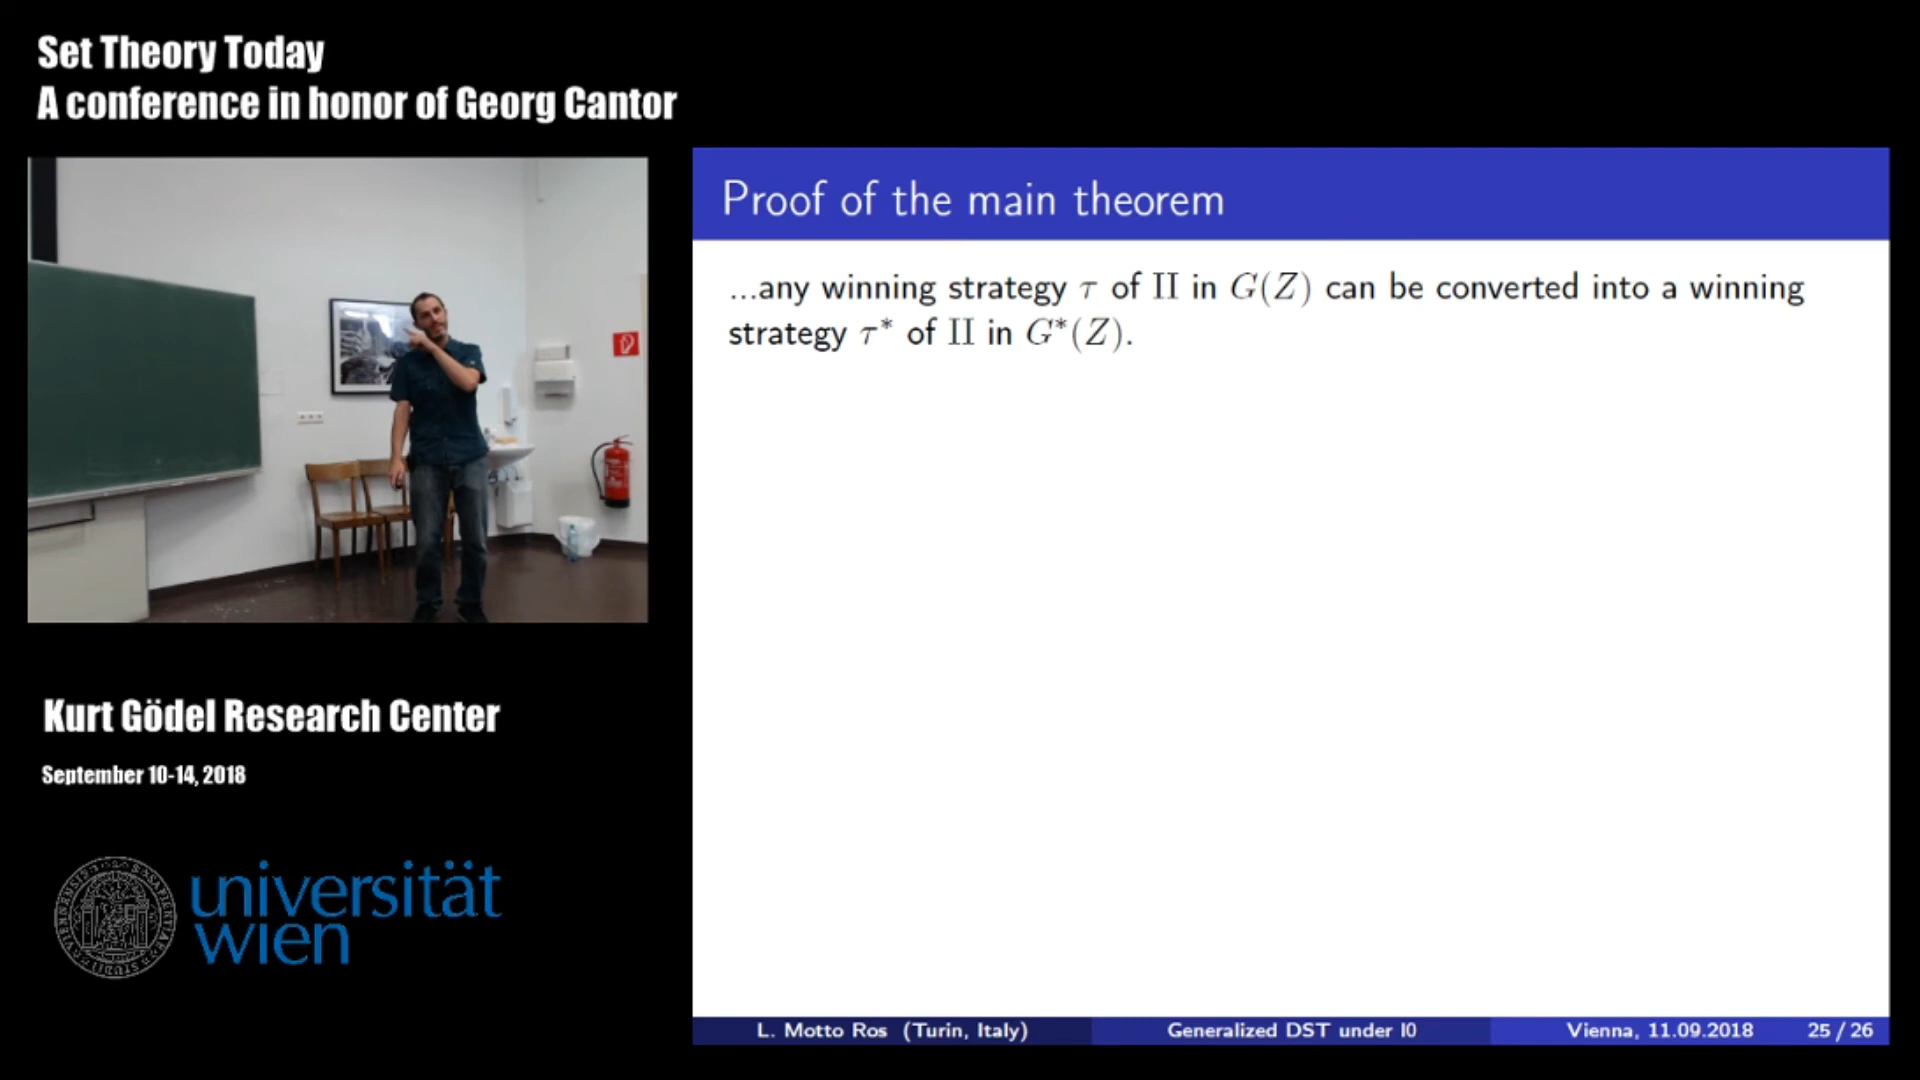 Set Theory Today
A conference in honor of Georg Cantor
Proof of the main theorem
...any winning strategy τ of II in G(Z) can be converted into a winning
strategy τ* of II in G*(Z).
Kurt Gödel Research Center
September 10-14, 2018
universität
wien
L. Motto Ros (Turin, Italy) Generalized DST under I0 Vienna, 11.09.2018 25 / 26